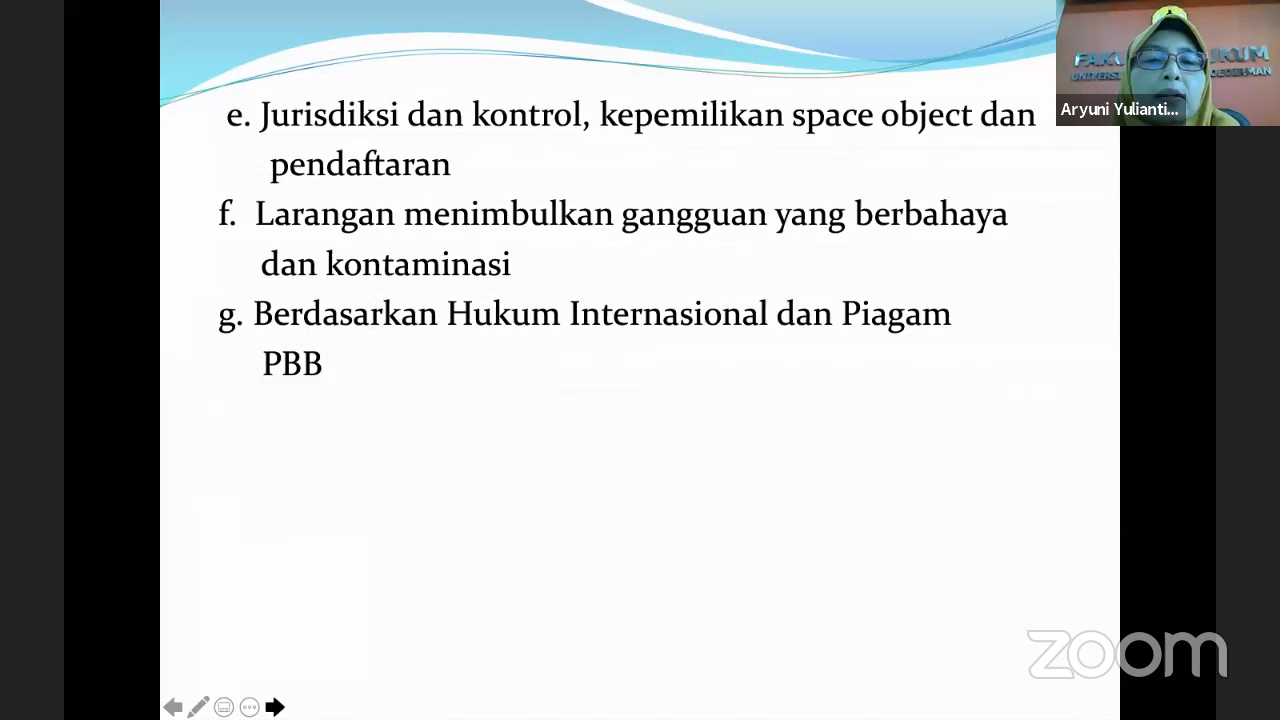 e. Jurisdiksi dan kontrol, kepemilikan space object dan
pendaftaran
f. Larangan menimbulkan gangguan yang berbahaya
dan kontaminasi
g. Berdasarkan Hukum Internasional dan Piagam
PBB
Aryuni Yulianti...
zoom